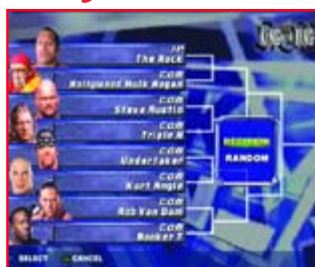 1P
The Rock
COM
Hollywood Hulk Hogan
COM
Steve Austin
COM
Triple H
COM
Undertaker
COM
Kurt Angle
COM
Rob Van Dam
COM
Booker T
RANDOM
SELECT CANCEL